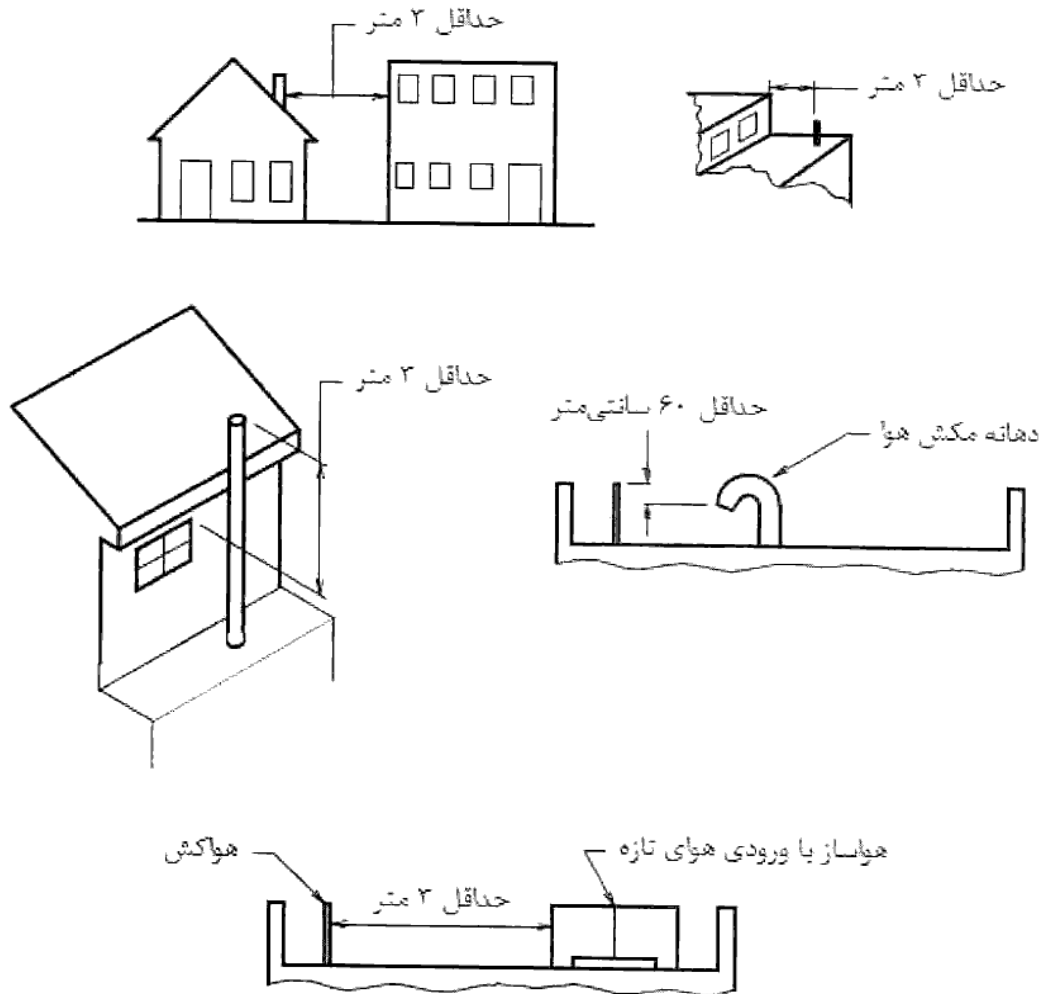 حداقل ۳ متر
حداقل ۳ متر
حداقل ۳ متر
حداقل ۶۰ سانتی‌متر
دهانه مکش هوا
هواکش
حداقل ۳ متر
هواساز با ورودی هوای تازه